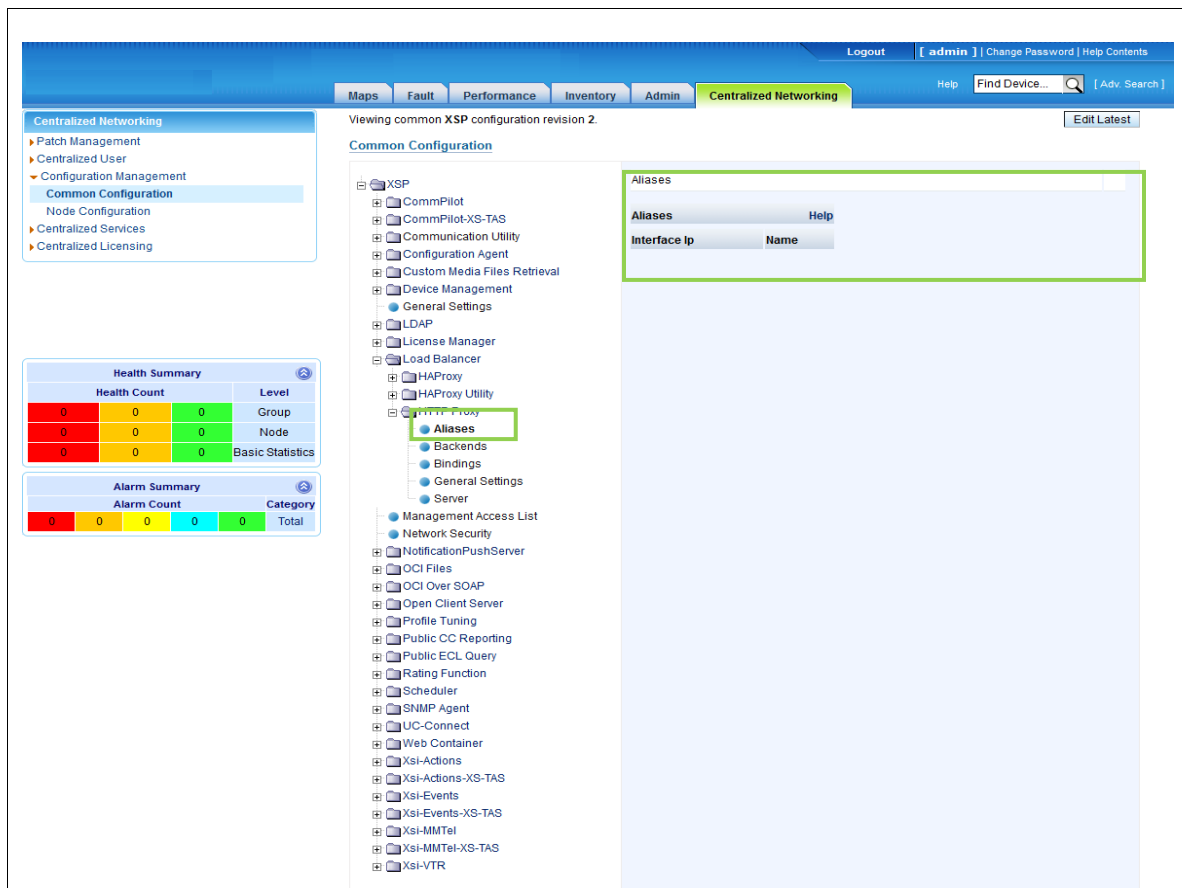 Logout [ admin ] | Change Password | Help Contents
Maps Fault Performance Inventory Admin Centralized Networking Help Find Device... [ Adv. Search ]
Centralized Networking
Patch Management
Centralized User
Configuration Management
Common Configuration
Node Configuration
Centralized Services
Centralized Licensing
Health Summary
Health Count Level
0 0 0 Group
0 0 0 Node
0 0 0 Basic Statistics
Alarm Summary
Alarm Count Category
0 0 0 0 0 Total
Viewing common XSP configuration revision 2. Edit Latest
Common Configuration
XSP
CommPilot
CommPilot-XS-TAS
Communication Utility
Configuration Agent
Custom Media Files Retrieval
Device Management
General Settings
LDAP
License Manager
Load Balancer
HAProxy
HAProxy Utility
HTTP Proxy
Aliases
Backends
Bindings
General Settings
Server
Management Access List
Network Security
NotificationPushServer
OCI Files
OCI Over SOAP
Open Client Server
Profile Tuning
Public CC Reporting
Public ECL Query
Rating Function
Scheduler
SNMP Agent
UC-Connect
Web Container
Xsi-Actions
Xsi-Actions-XS-TAS
Xsi-Events
Xsi-Events-XS-TAS
Xsi-MMTel
Xsi-MMTel-XS-TAS
Xsi-VTR
Aliases
Aliases Help
Interface Ip Name